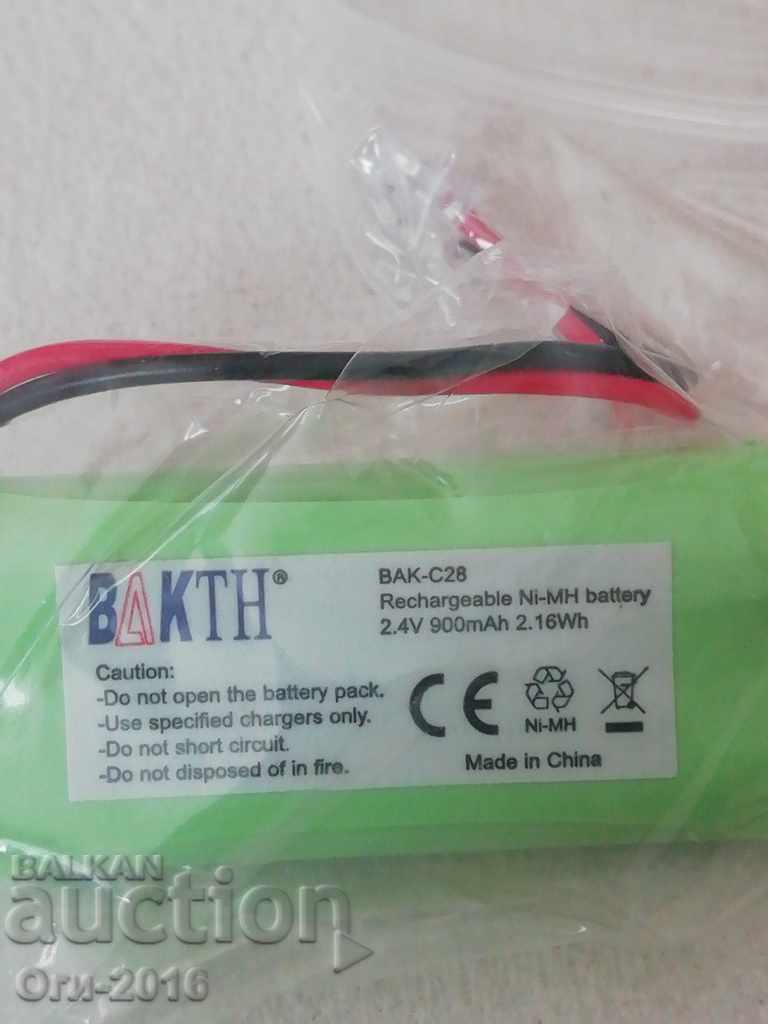 BAKTH®
BAK-C28
Rechargeable Ni-MH battery
2.4V 900mAh 2.16Wh
Caution:
-Do not open the battery pack.
-Use specified chargers only.
-Do not short circuit.
-Do not disposed of in fire.
CE
Ni-MH
Made in China
BALKAN
auction
Оги-2016